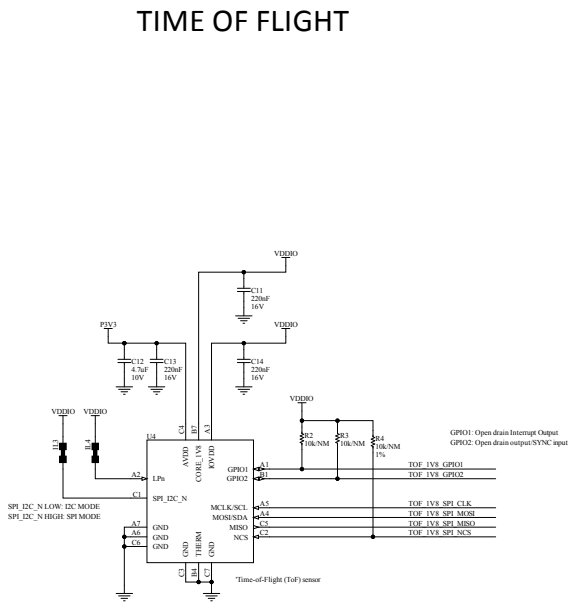 TIME OF FLIGHT
VDDIO
C11
220nF
16V
P3V3
VDDIO
C12
4.7uF
10V
C13
220nF
16V
C14
220nF
16V
VDDIO
VDDIO
VDDIO
R2
10k/NM
R3
10k/NM
R4
10k/NM
1%
GPIO1: Open drain Interrupt Output
GPIO2: Open drain output/SYNC input
U4
C4
B7
A3
AVDD
CORE_1V8
IOVDD
IL3
IL4
A2
LPn
C1
SPI_I2C_N
SPI_I2C_N LOW: I2C MODE
SPI_I2C_N HIGH: SPI MODE
A7
GND
A6
GND
C6
GND
GPIO1
A1
TOF_1V8_GPIO1
GPIO2
B1
TOF_1V8_GPIO2
MCLK/SCL
A5
TOF_1V8_SPI_CLK
MOSI/SDA
A4
TOF_1V8_SPI_MOSI
MISO
C5
TOF_1V8_SPI_MISO
NCS
C2
TOF_1V8_SPI_NCS
GND
THERM
GND
C3
B4
C7
'Time-of-Flight (ToF) sensor